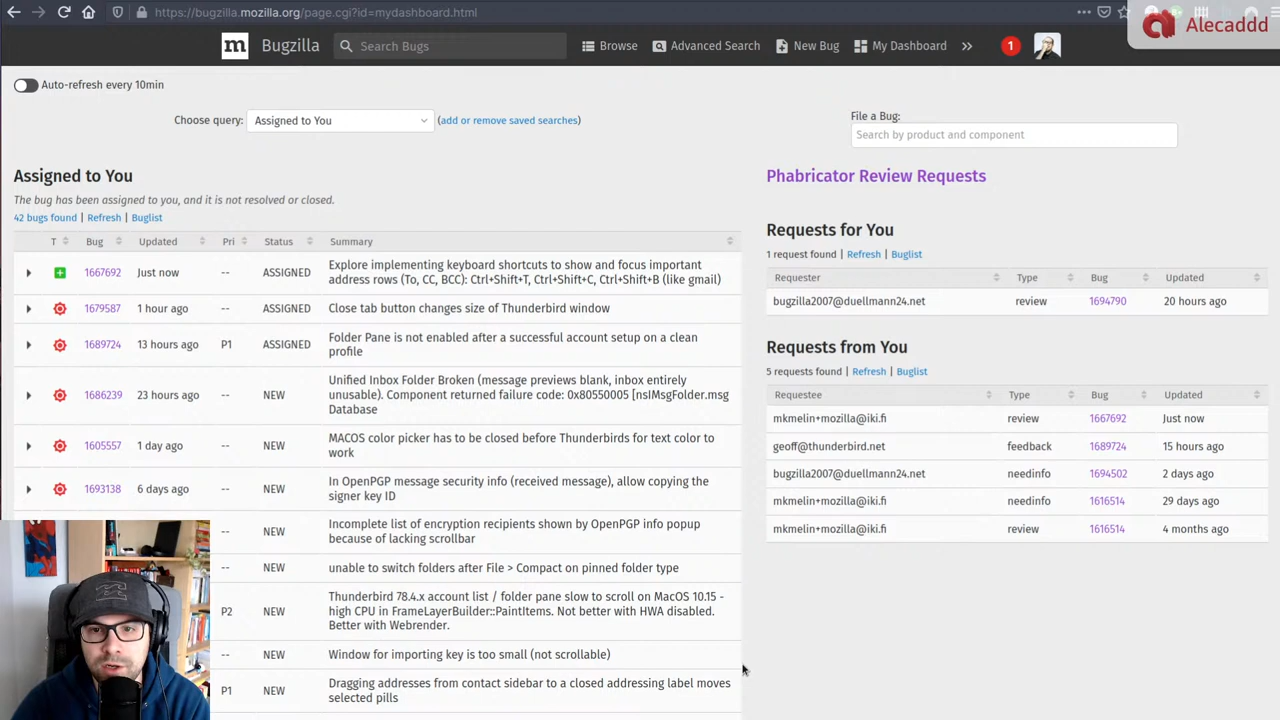 https://bugzilla.mozilla.org/page.cgi?id=mydashboard.html
Alecaddd
m Bugzilla Search Bugs Browse Advanced Search New Bug My Dashboard 1
Auto-refresh every 10min
Choose query: Assigned to You (add or remove saved searches)
File a Bug:
Search by product and component
Assigned to You
The bug has been assigned to you, and it is not resolved or closed.
42 bugs found | Refresh | Buglist
T Bug Updated Pri Status Summary
1667692 Just now -- ASSIGNED Explore implementing keyboard shortcuts to show and focus important
address rows (To, CC, BCC): Ctrl+Shift+T, Ctrl+Shift+C, Ctrl+Shift+B (like gmail)
1679587 1 hour ago -- ASSIGNED Close tab button changes size of Thunderbird window
1689724 13 hours ago P1 ASSIGNED Folder Pane is not enabled after a successful account setup on a clean
profile
1686239 23 hours ago -- NEW Unified Inbox Folder Broken (message previews blank, inbox entirely
unusable). Component returned failure code: 0x80550005 [nsIMsgFolder.msg
Database
1605557 1 day ago -- NEW MACOS color picker has to be closed before Thunderbirds for text color to
work
1693138 6 days ago -- NEW In OpenPGP message security info (received message), allow copying the
signer key ID
-- NEW Incomplete list of encryption recipients shown by OpenPGP info popup
because of lacking scrollbar
-- NEW unable to switch folders after File > Compact on pinned folder type
P2 NEW Thunderbird 78.4.x account list / folder pane slow to scroll on MacOS 10.15 -
high CPU in FrameLayerBuilder::PaintItems. Not better with HWA disabled.
Better with Webrender.
-- NEW Window for importing key is too small (not scrollable)
P1 NEW Dragging addresses from contact sidebar to a closed addressing label moves
selected pills
Phabricator Review Requests
Requests for You
1 request found | Refresh | Buglist
Requester Type Bug Updated
bugzilla2007@duellmann24.net review 1694790 20 hours ago
Requests from You
5 requests found | Refresh | Buglist
Requestee Type Bug Updated
mkmelin+mozilla@iki.fi review 1667692 Just now
geoff@thunderbird.net feedback 1689724 15 hours ago
bugzilla2007@duellmann24.net needinfo 1694502 2 days ago
mkmelin+mozilla@iki.fi needinfo 1616514 29 days ago
mkmelin+mozilla@iki.fi review 1616514 4 months ago